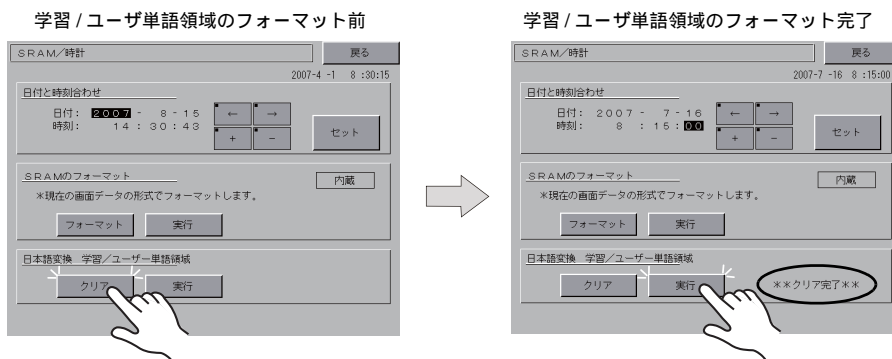 学習 / ユーザ単語領域のフォーマット前
SRAM/時計
戻る
2007-4 -1 8 :30:15
日付と時刻合わせ
日付: 2007 - 8 - 15
時刻: 14 : 30 : 43
← →
+ -
セット
SRAMのフォーマット
内蔵
*現在の画面データの形式でフォーマットします。
フォーマット 実行
日本語変換 学習/ユーザー単語領域
クリア 実行
学習 / ユーザ単語領域のフォーマット完了
SRAM/時計
戻る
2007-7 -16 8 :15:00
日付と時刻合わせ
日付: 2007 - 7 - 16
時刻: 8 : 15 : 00
← →
+ -
セット
SRAMのフォーマット
内蔵
*現在の画面データの形式でフォーマットします。
フォーマット 実行
日本語変換 学習/ユーザー単語領域
クリア 実行
**クリア完了**